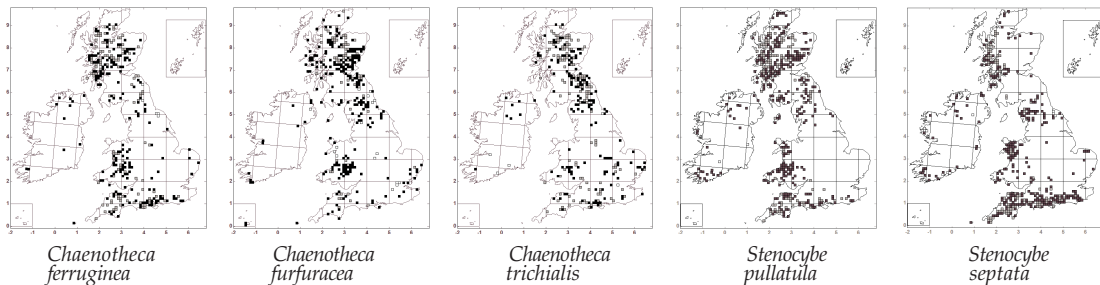 Chaenotheca
ferruginea
Chaenotheca
furfuracea
Chaenotheca
trichialis
Stenocybe
pullatula
Stenocybe
septata